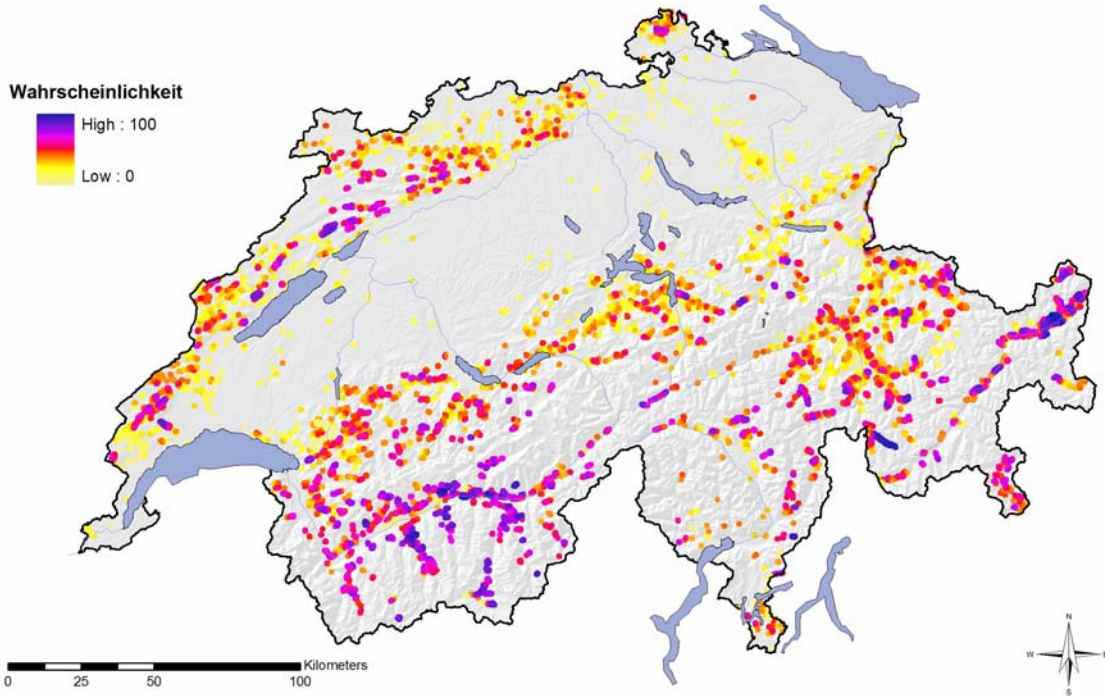 Wahrscheinlichkeit
High : 100
Low : 0
Kilometers
0 25 50 100
N
W E
S